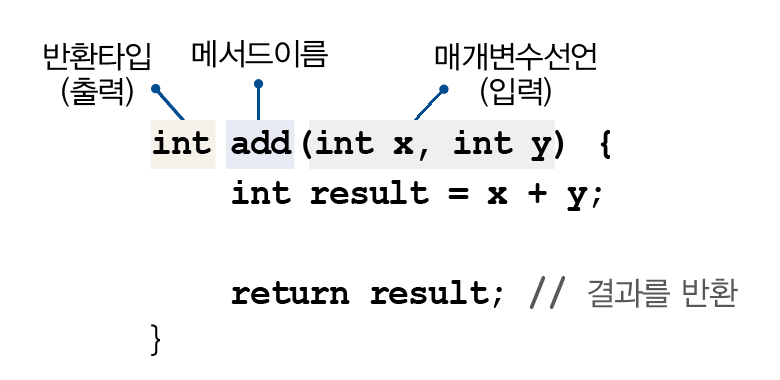 반환타입 메서드이름 매개변수선언
(출력) (입력)
int add(int x, int y) {
int result = x + y;
return result; // 결과를 반환
}